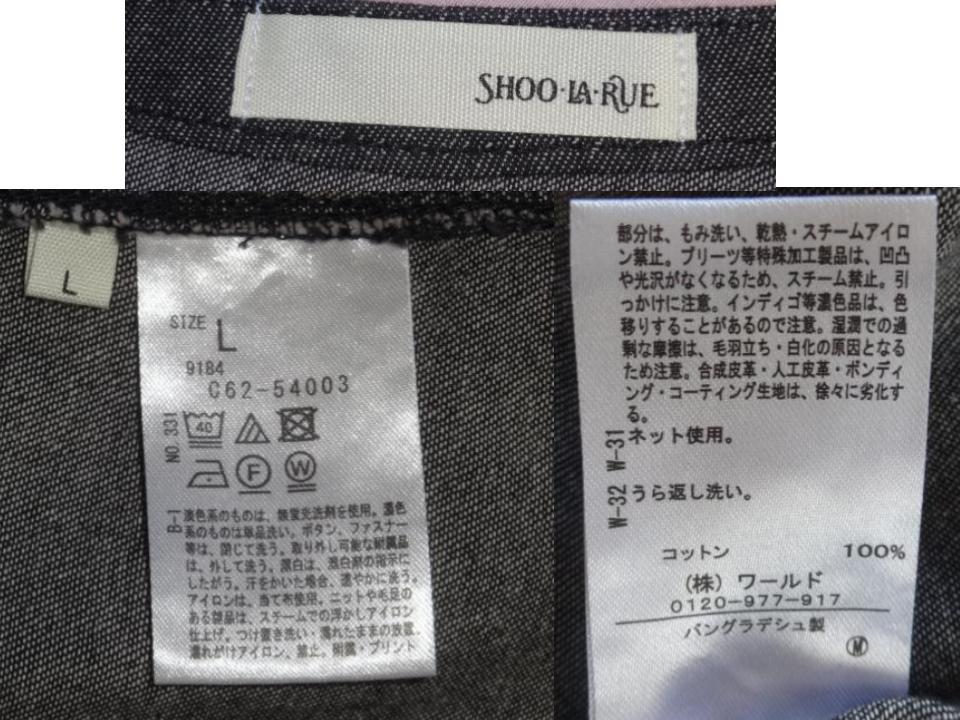 SHOO·LA·RUE
L
SIZE L
9184
C62-54003
NO. 331
40
F
W
B-1
淡色系のものは、無蛍光洗剤を使用。濃色
系のものは単品洗い。ボタン、ファスナー
等は、閉じて洗う。取り外し可能な附属品
は、外して洗う。漂白は、漂白剤の指示に
したがう。汗をかいた場合、速やかに洗う。
アイロンは、当て布使用。ニットや毛足の
ある部品は、スチームでの浮かしアイロン
仕上げ。つけ置き洗い・濡れたままの放置、
濡れがけアイロン、禁止。附属・プリント
部分は、もみ洗い、乾熱・スチームアイロ
ン禁止。プリーツ等特殊加工製品は、凹凸
や光沢がなくなるため、スチーム禁止。引
っかけに注意。インディゴ等濃色品は、色
移りすることがあるので注意。湿潤での過
剰な摩擦は、毛羽立ち・白化の原因となる
ため注意。合成皮革・人工皮革・ボンディ
ング・コーティング生地は、徐々に劣化す
る。
W-31 ネット使用。
W-32 うら返し洗い。
コットン 100%
(株) ワールド
0120-977-917
バングラデシュ製
M